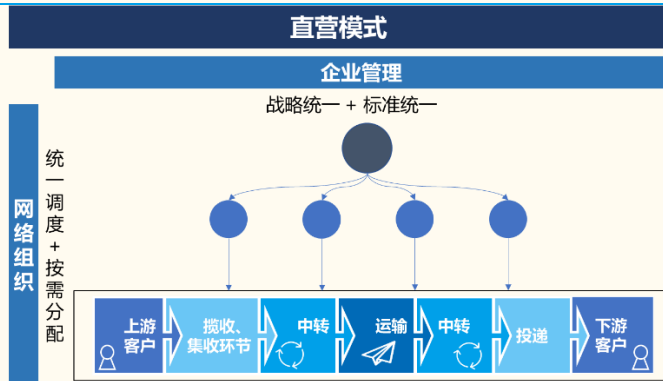 直营模式
企业管理
战略统一 + 标准统一
网络组织
统一调度+按需分配
上游
客户
揽收、
集收环节
中转
运输
中转
投递
下游
客户